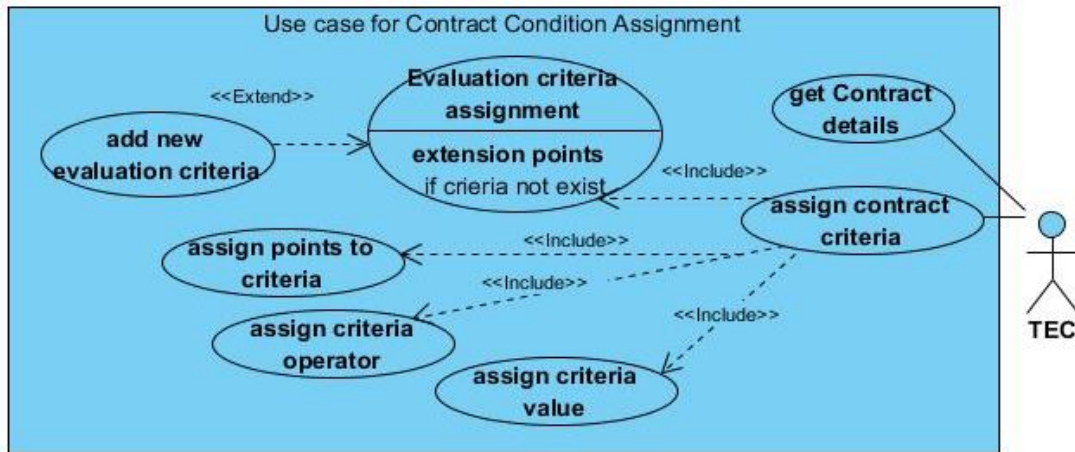 Use case for Contract Condition Assignment
Evaluation criteria
assignment
extension points
if crieria not exist
<<Extend>>
add new
evaluation criteria
get Contract
details
<<Include>>
assign contract
criteria
<<Include>>
assign points to
criteria
<<Include>>
assign criteria
operator
<<Include>>
assign criteria
value
TEC